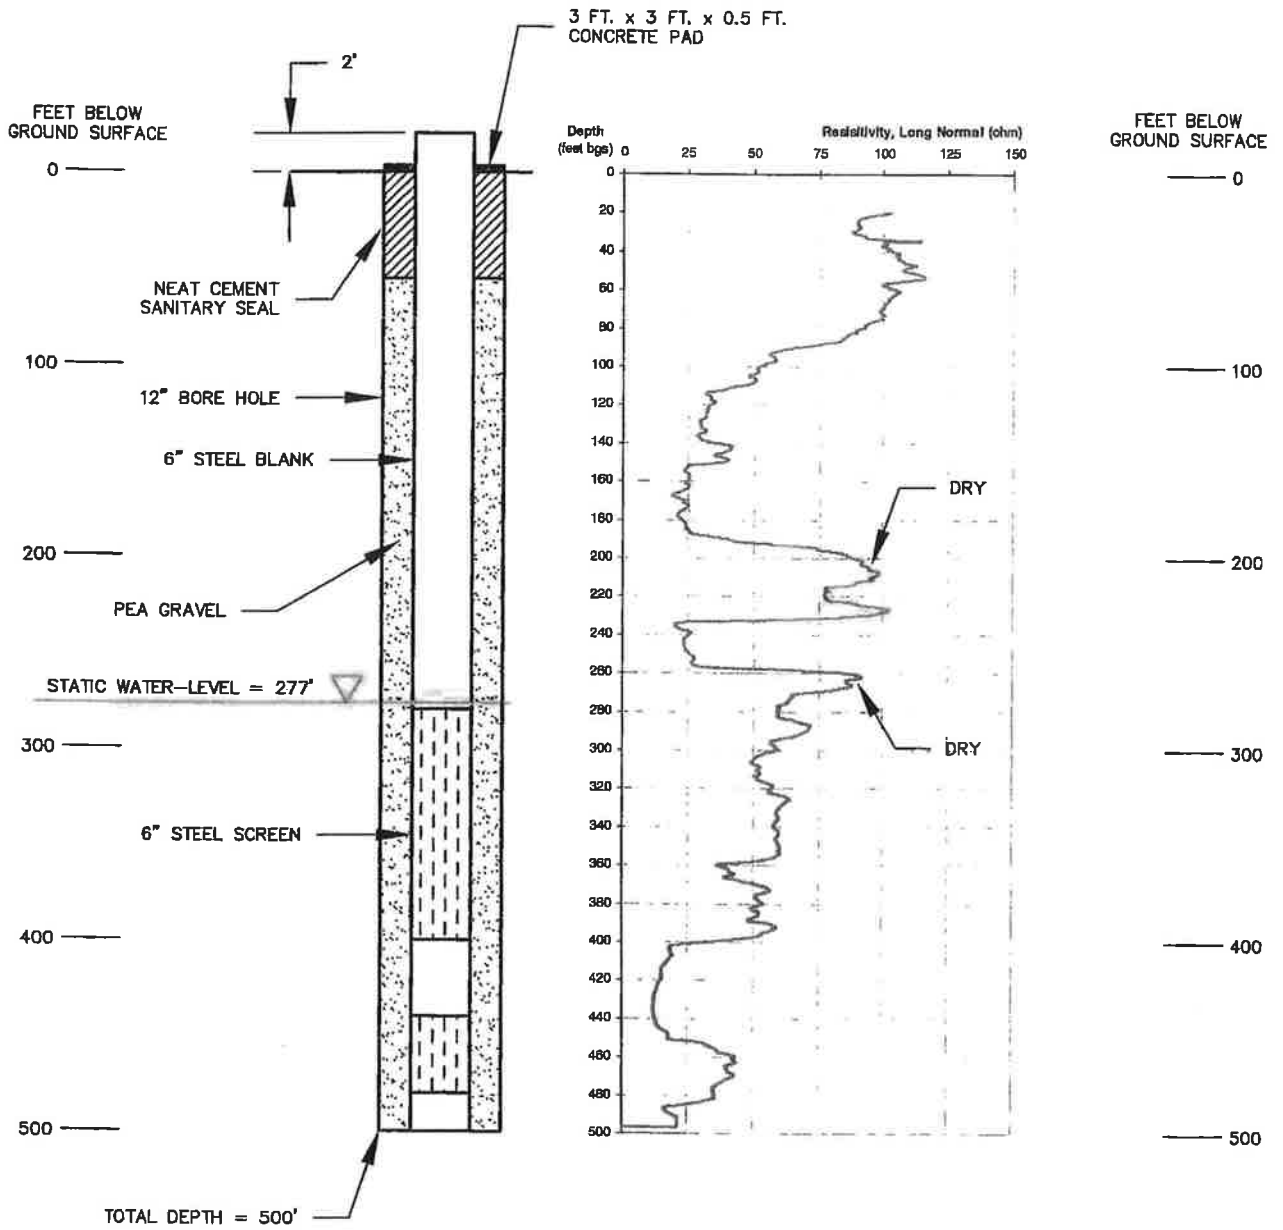 3 FT. x 3 FT. x 0.5 FT.
CONCRETE PAD
2'
FEET BELOW
GROUND SURFACE
0
NEAT CEMENT
SANITARY SEAL
100
12" BORE HOLE
6" STEEL BLANK
200
PEA GRAVEL
STATIC WATER-LEVEL = 277'
300
6" STEEL SCREEN
400
500
TOTAL DEPTH = 500'
Depth
(feet bgs)
Resisitivity, Long Normal (ohm)
0 25 50 75 100 125 150
0
20
40
60
80
100
120
140
160
160
200
220
240
260
280
300
320
340
360
380
400
420
440
460
480
500
DRY
DRY
FEET BELOW
GROUND SURFACE
0
100
200
300
400
500